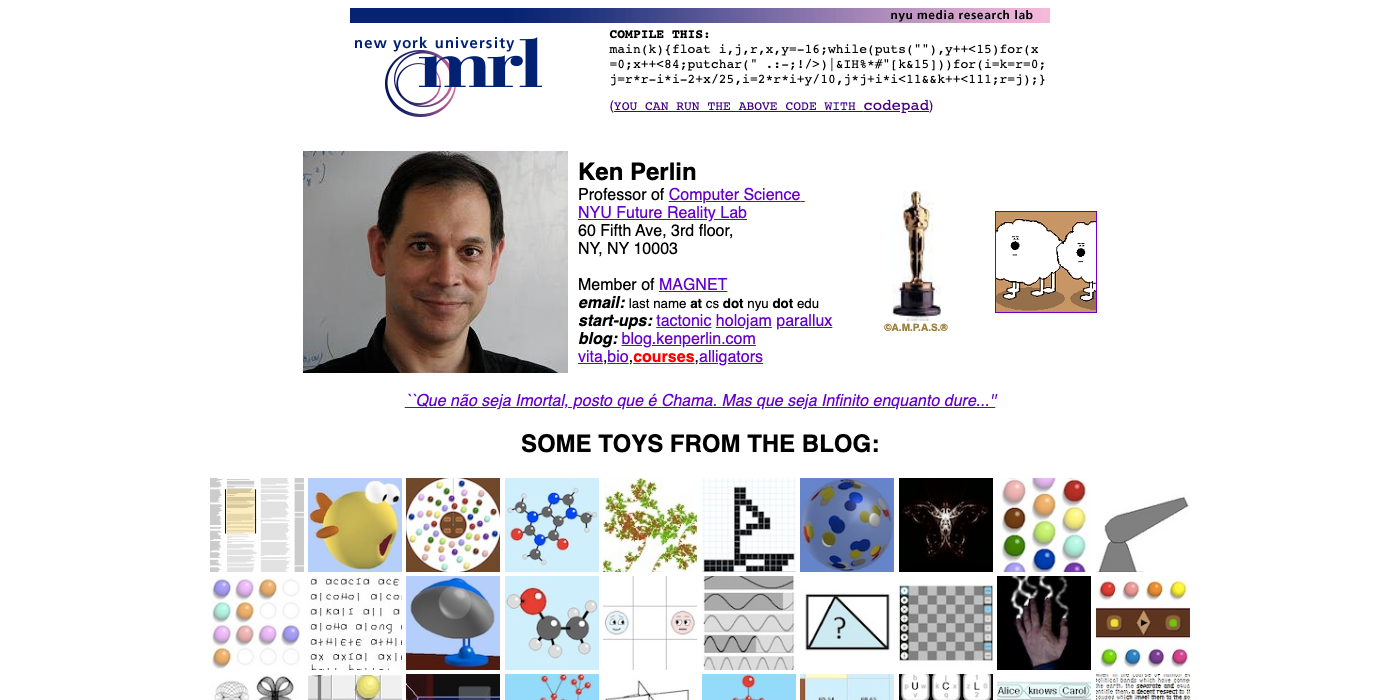 nyu media research lab
new york university
mrl
COMPILE THIS:
main(k){float i,j,r,x,y=-16;while(puts(""),y++<15)for(x
=0;x++<84;putchar(" .:-;!/>)|&IH%*#"[k&15]))for(i=k=r=0;
j=r*r-i*i-2+x/25,i=2*r*i+y/10,j*j+i*i<11&&k++<111;r=j);}
(YOU CAN RUN THE ABOVE CODE WITH codepad)
Ken Perlin
Professor of Computer Science
NYU Future Reality Lab
60 Fifth Ave, 3rd floor,
NY, NY 10003
Member of MAGNET
email: last name at cs dot nyu dot edu
start-ups: tactonic holojam parallux
blog: blog.kenperlin.com
vita,bio,courses,alligators
©A.M.P.A.S.®
``Que não seja Imortal, posto que é Chama. Mas que seja Infinito enquanto dure...''
SOME TOYS FROM THE BLOG:
a acacia ace
alcohol alco
alkali all a
aloha along
athlete athl
ax axial axi
?
U C L
Alice knows Carol